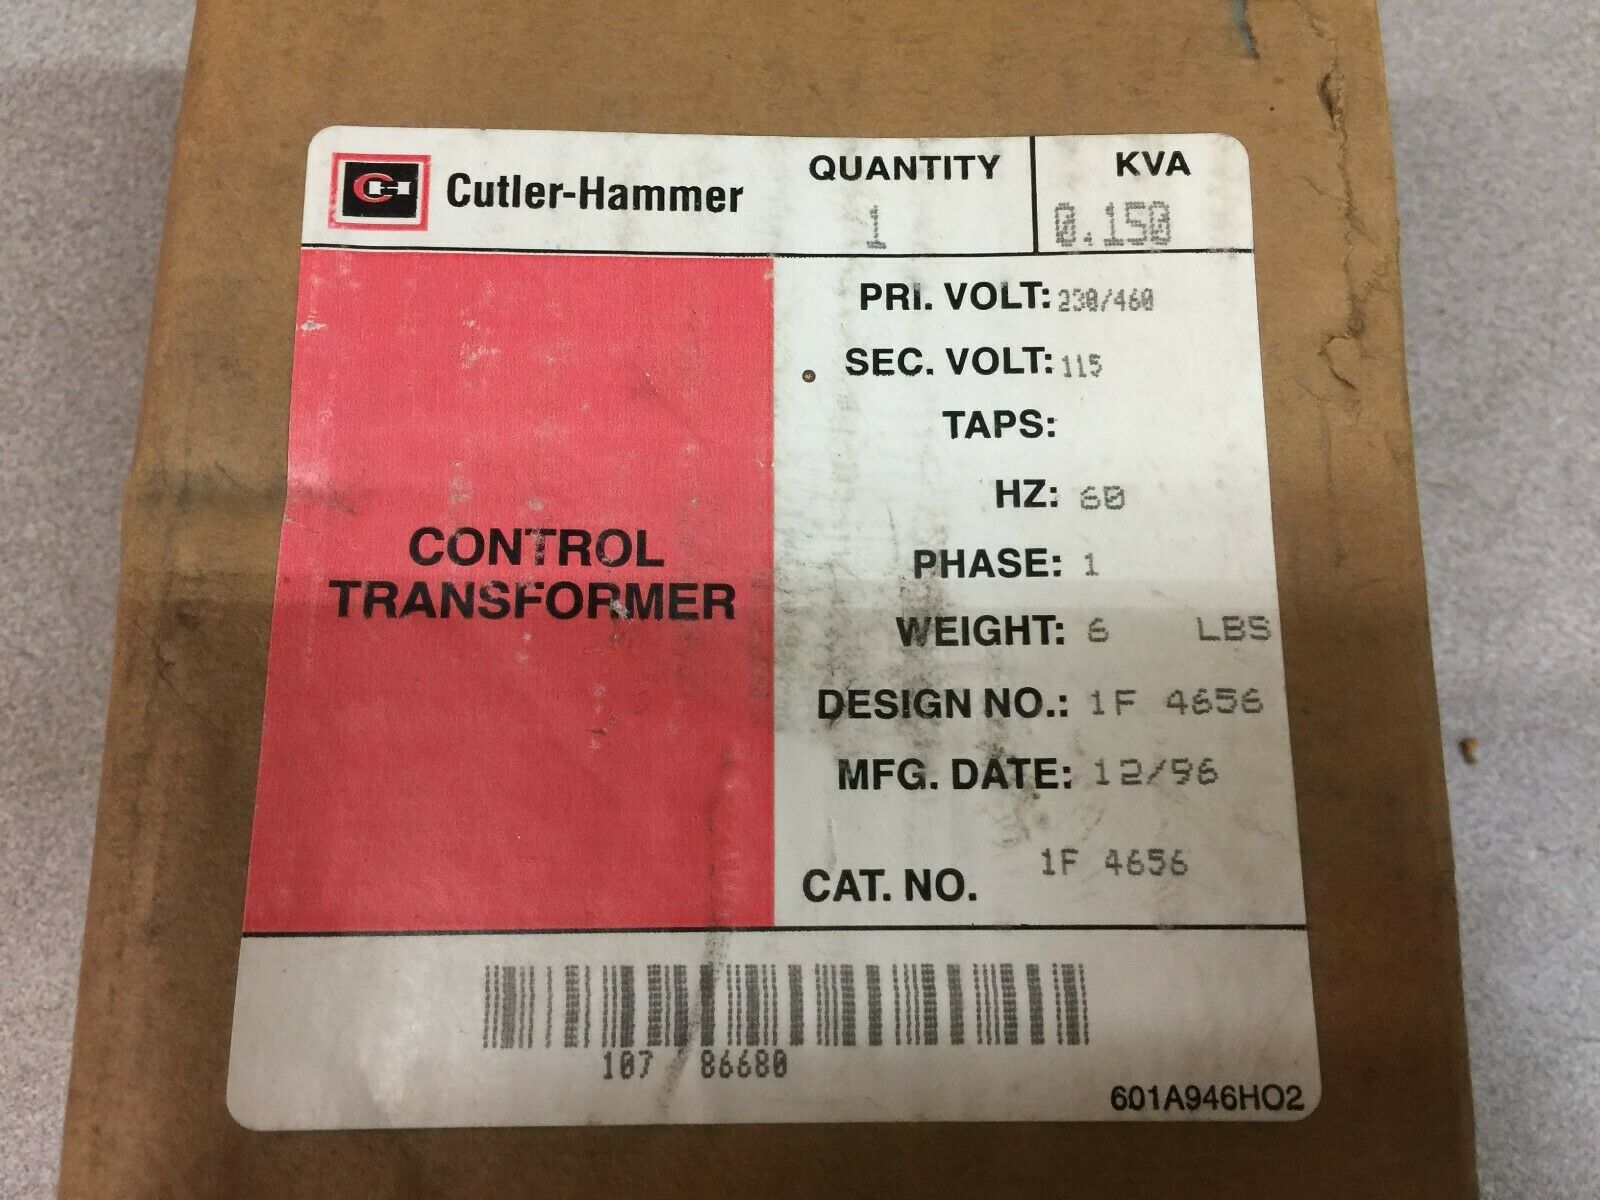 CH Cutler-Hammer
QUANTITY
1
KVA
0.150
CONTROL
TRANSFORMER
PRI. VOLT: 230/460
SEC. VOLT: 115
TAPS:
HZ: 60
PHASE: 1
WEIGHT: 6 LBS
DESIGN NO.: 1F 4656
MFG. DATE: 12/96
CAT. NO. 1F 4656
107 86680
601A946HO2